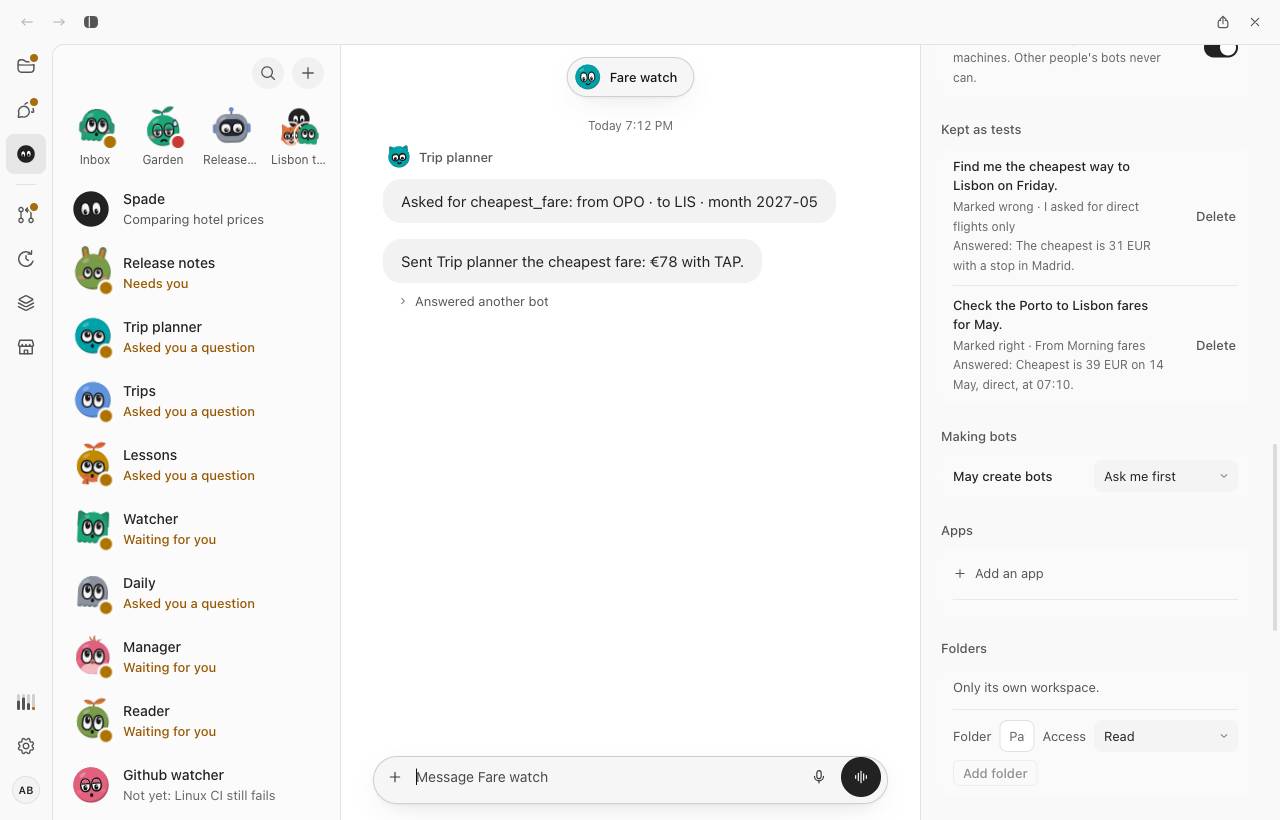 Inbox
Garden
Release...
Lisbon t...
Spade
Comparing hotel prices
Release notes
Needs you
Trip planner
Asked you a question
Trips
Asked you a question
Lessons
Asked you a question
Watcher
Waiting for you
Daily
Asked you a question
Manager
Waiting for you
Reader
Waiting for you
Github watcher
Not yet: Linux CI still fails
AB
Fare watch
Today 7:12 PM
Trip planner
Asked for cheapest_fare: from OPO · to LIS · month 2027-05
Sent Trip planner the cheapest fare: €78 with TAP.
Answered another bot
Message Fare watch
machines. Other people's bots never
can.
Kept as tests
Find me the cheapest way to
Lisbon on Friday.
Marked wrong · I asked for direct
flights only
Answered: The cheapest is 31 EUR
with a stop in Madrid.
Delete
Check the Porto to Lisbon fares
for May.
Marked right · From Morning fares
Answered: Cheapest is 39 EUR on 14
May, direct, at 07:10.
Delete
Making bots
May create bots
Ask me first
Apps
Add an app
Folders
Only its own workspace.
Folder
Pa
Access
Read
Add folder